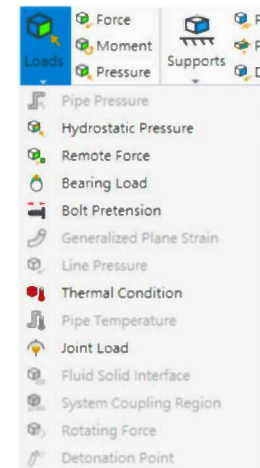 Loads
Force
Moment
Pressure
Supports
Pipe Pressure
Hydrostatic Pressure
Remote Force
Bearing Load
Bolt Pretension
Generalized Plane Strain
Line Pressure
Thermal Condition
Pipe Temperature
Joint Load
Fluid Solid Interface
System Coupling Region
Rotating Force
Detonation Point